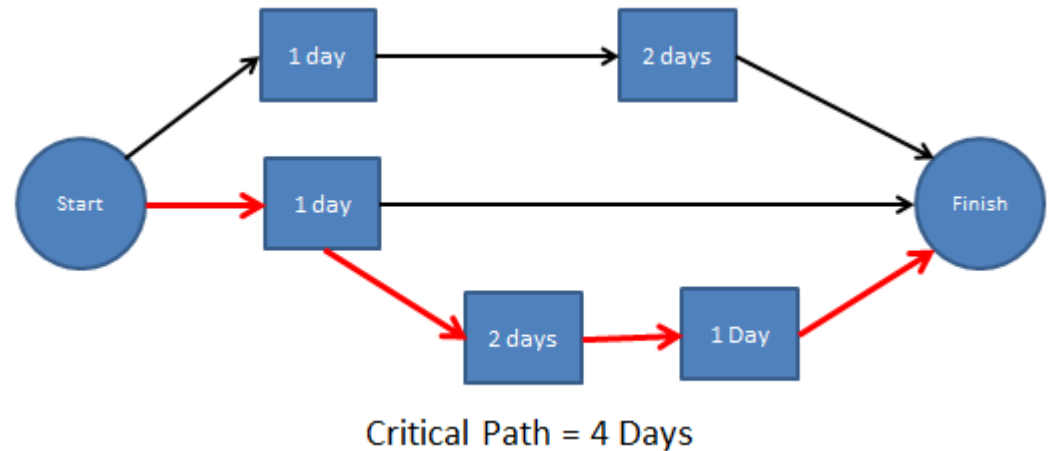 1 day
2 days
Start
1 day
Finish
2 days
1 Day
Critical Path = 4 Days